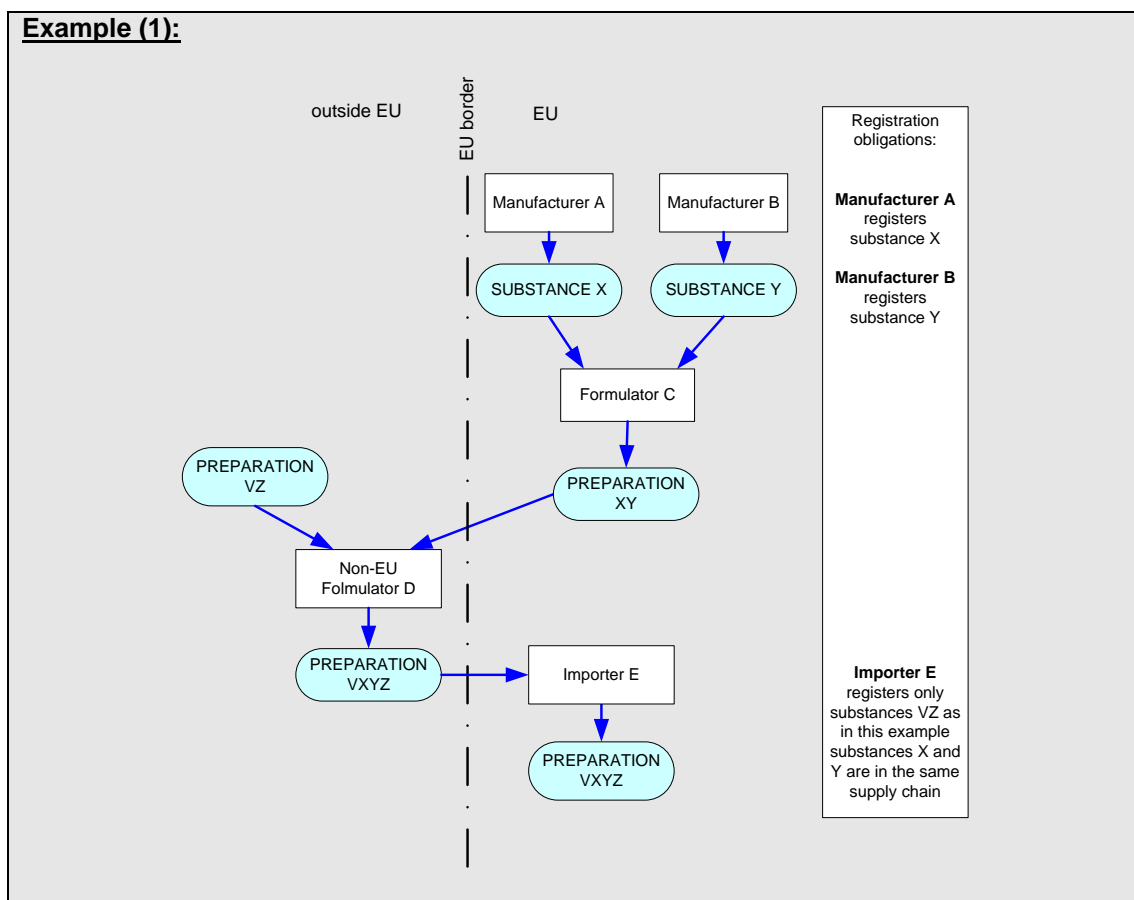 Example (1):
outside EU
EU border
EU
Manufacturer A
Manufacturer B
SUBSTANCE X
SUBSTANCE Y
Formulator C
PREPARATION
VZ
PREPARATION
XY
Non-EU
Folmulator D
PREPARATION
VXYZ
Importer E
PREPARATION
VXYZ
Registration
obligations:
Manufacturer A
registers
substance X
Manufacturer B
registers
substance Y
Importer E
registers only
substances VZ as
in this example
substances X and
Y are in the same
supply chain